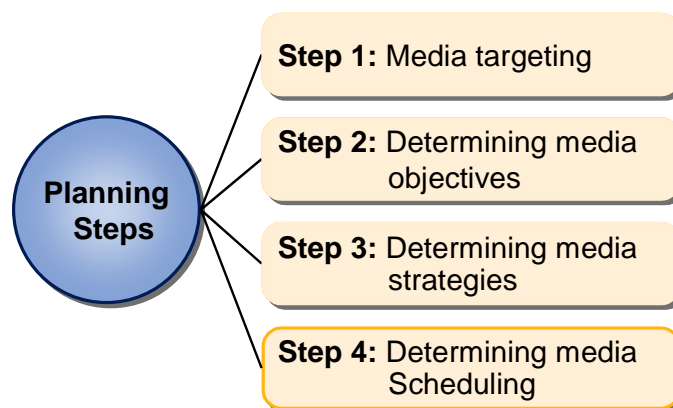 Planning
Steps
Step 1: Media targeting
Step 2: Determining media
objectives
Step 3: Determining media
strategies
Step 4: Determining media
Scheduling